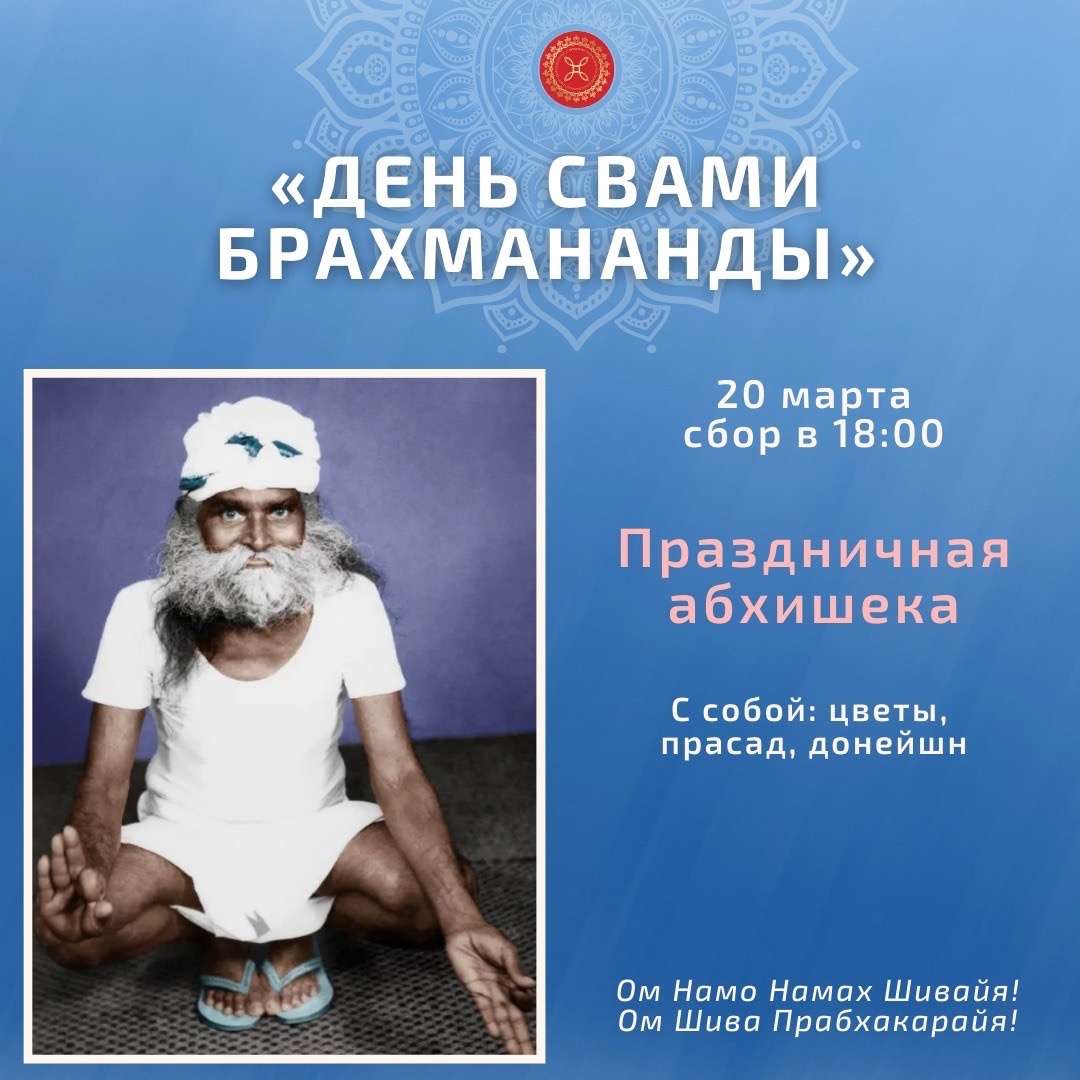 «ДЕНЬ СВАМИ
БРАХМАНАНДЫ»
20 марта
сбор в 18:00
Праздничная
абхишека
С собой: цветы,
прасад, донейшн
Ом Намо Намах Шивайя!
Ом Шива Прабхакарайя!